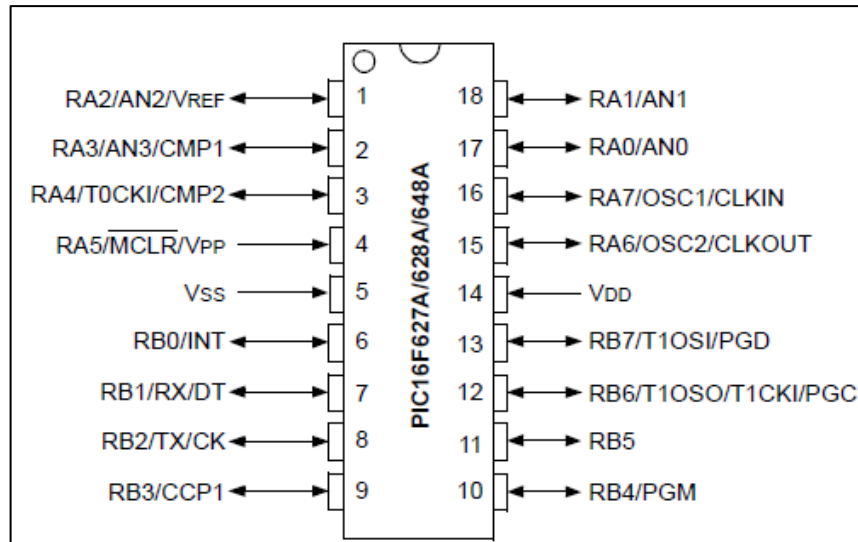 RA2/AN2/VREF 1 18 RA1/AN1
RA3/AN3/CMP1 2 17 RA0/AN0
RA4/T0CKI/CMP2 3 16 RA7/OSC1/CLKIN
RA5/MCLR/VPP 4 15 RA6/OSC2/CLKOUT
VSS 5 14 VDD
RB0/INT 6 13 RB7/T1OSI/PGD
RB1/RX/DT 7 12 RB6/T1OSO/T1CKI/PGC
RB2/TX/CK 8 11 RB5
RB3/CCP1 9 10 RB4/PGM
PIC16F627A/628A/648A